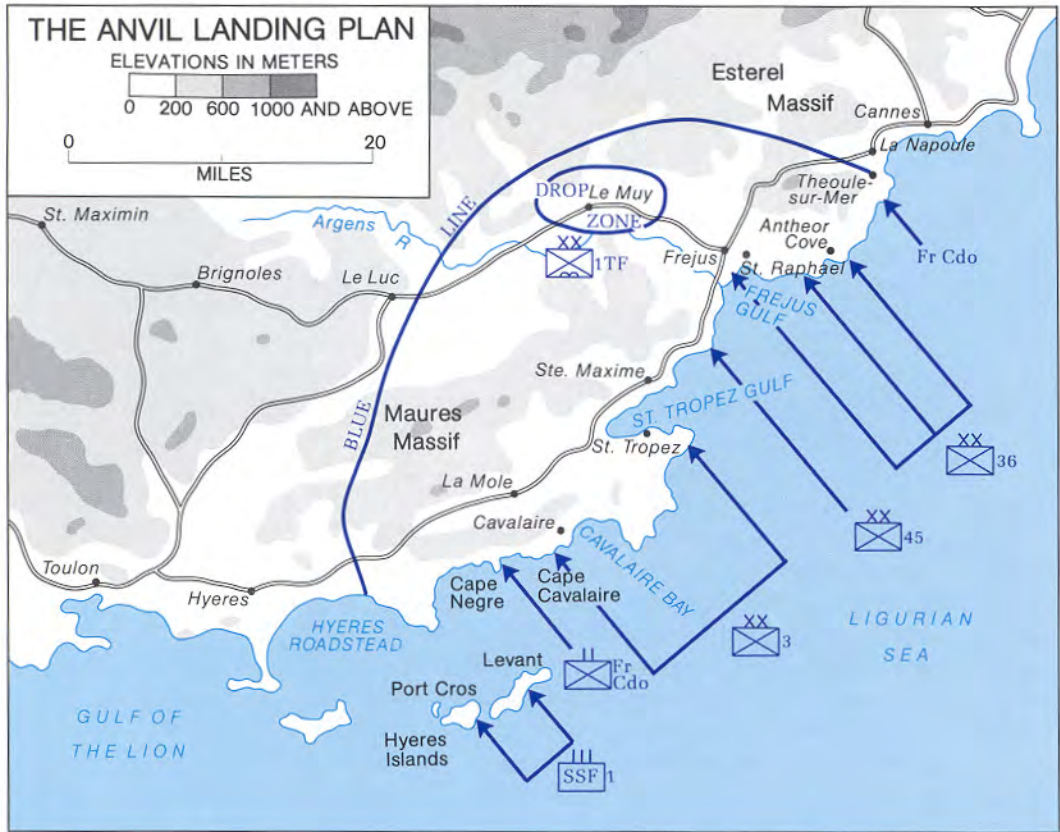 THE ANVIL LANDING PLAN
ELEVATIONS IN METERS
0 200 600 1000 AND ABOVE
0 20
MILES
Esterel
Massif
Cannes
La Napoule
Theoule-
sur-Mer
Antheor
Cove
Fr Cdo
St. Maximin
Argens
R
LINE
DROP
Le Muy
ZONE
XX
1TF
Frejus
St. Raphael
FREJUS
GULF
Brignoles
Le Luc
Ste. Maxime
ST. TROPEZ GULF
St. Tropez
BLUE
Maures
Massif
XX
36
La Mole
XX
45
Cavalaire
CAVALAIRE BAY
Toulon
Hyeres
Cape
Negre
Cape
Cavalaire
HYERES
ROADSTEAD
XX
3
LIGURIAN
SEA
Levant
II
Fr
Cdo
Port Cros
Hyeres
Islands
GULF OF
THE LION
III
SSF 1